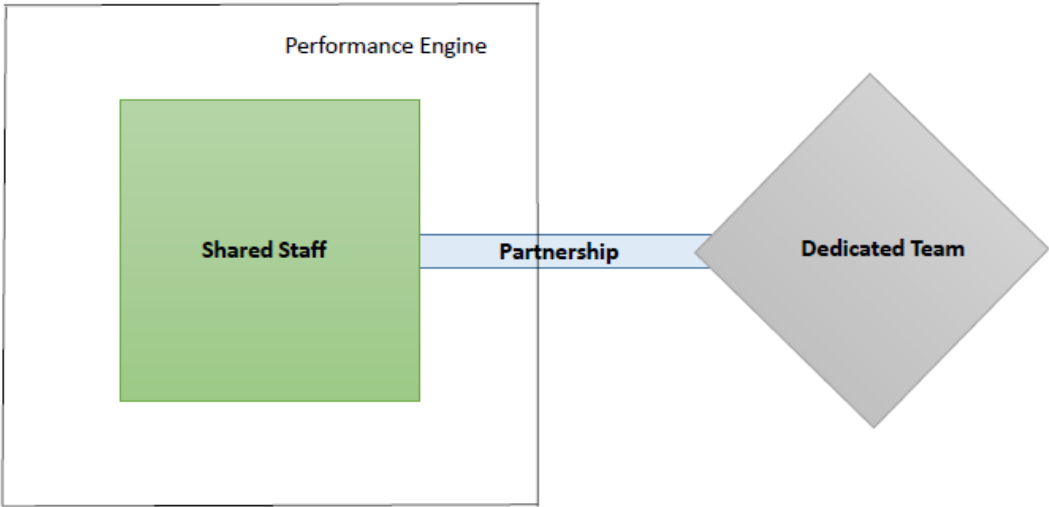 Performance Engine
Shared Staff
Partnership
Dedicated Team